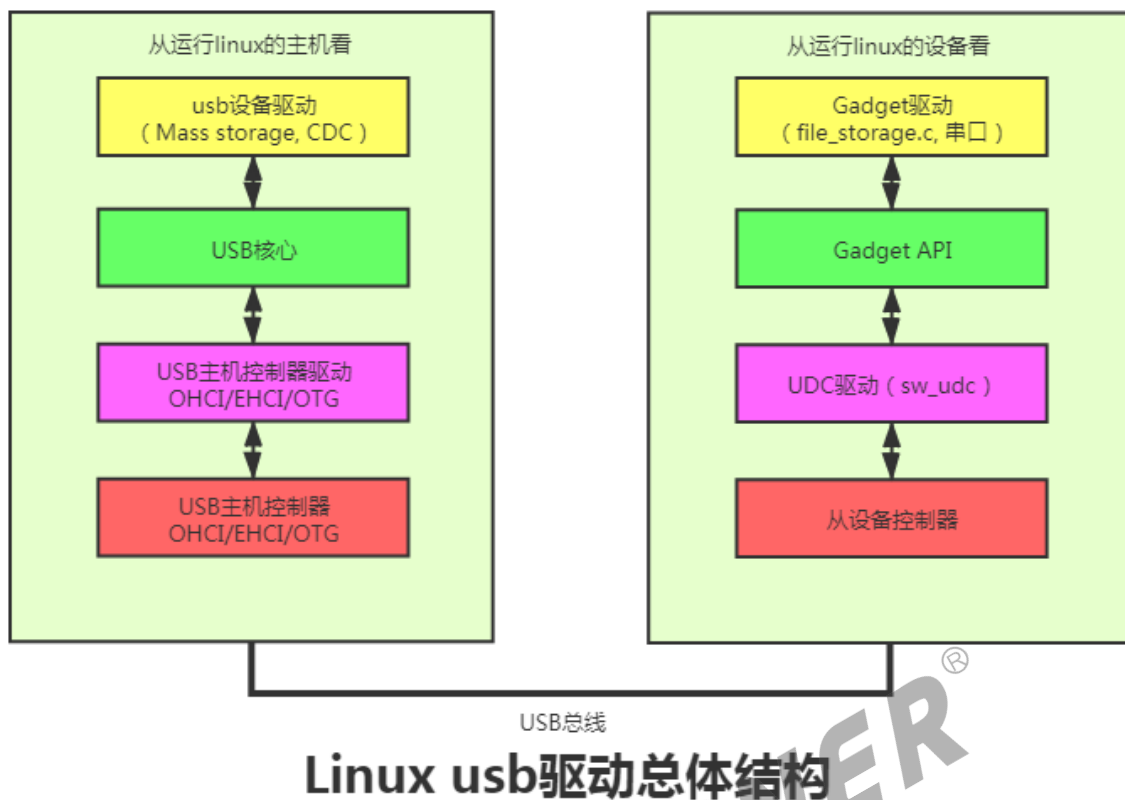 从运行linux的主机看
usb设备驱动
（Mass storage, CDC）
USB核心
USB主机控制器驱动
OHCI/EHCI/OTG
USB主机控制器
OHCI/EHCI/OTG
从运行linux的设备看
Gadget驱动
（file_storage.c, 串口）
Gadget API
UDC驱动（sw_udc）
从设备控制器
USB总线
Linux usb驱动总体结构
®